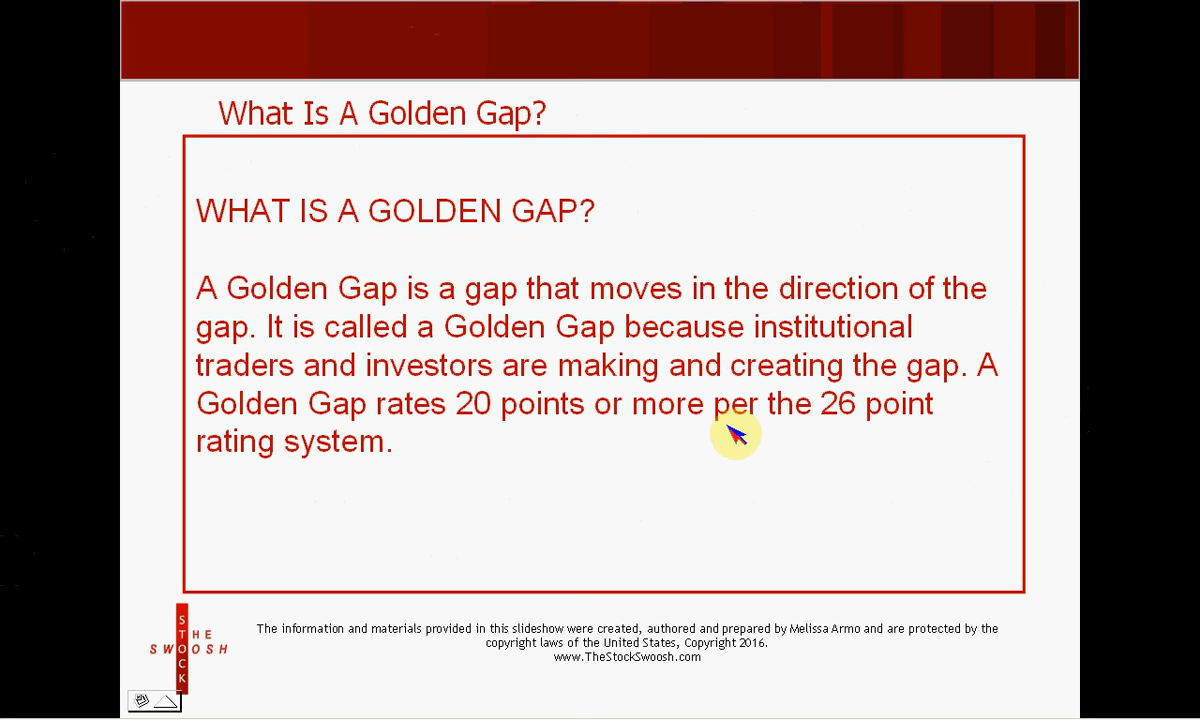 What Is A Golden Gap?
WHAT IS A GOLDEN GAP?
A Golden Gap is a gap that moves in the direction of the
gap. It is called a Golden Gap because institutional
traders and investors are making and creating the gap. A
Golden Gap rates 20 points or more per the 26 point
rating system.
THE
STOCK
SWOOSH
The information and materials provided in this slideshow were created, authored and prepared by Melissa Armo and are protected by the
copyright laws of the United States, Copyright 2016.
www.TheStockSwoosh.com